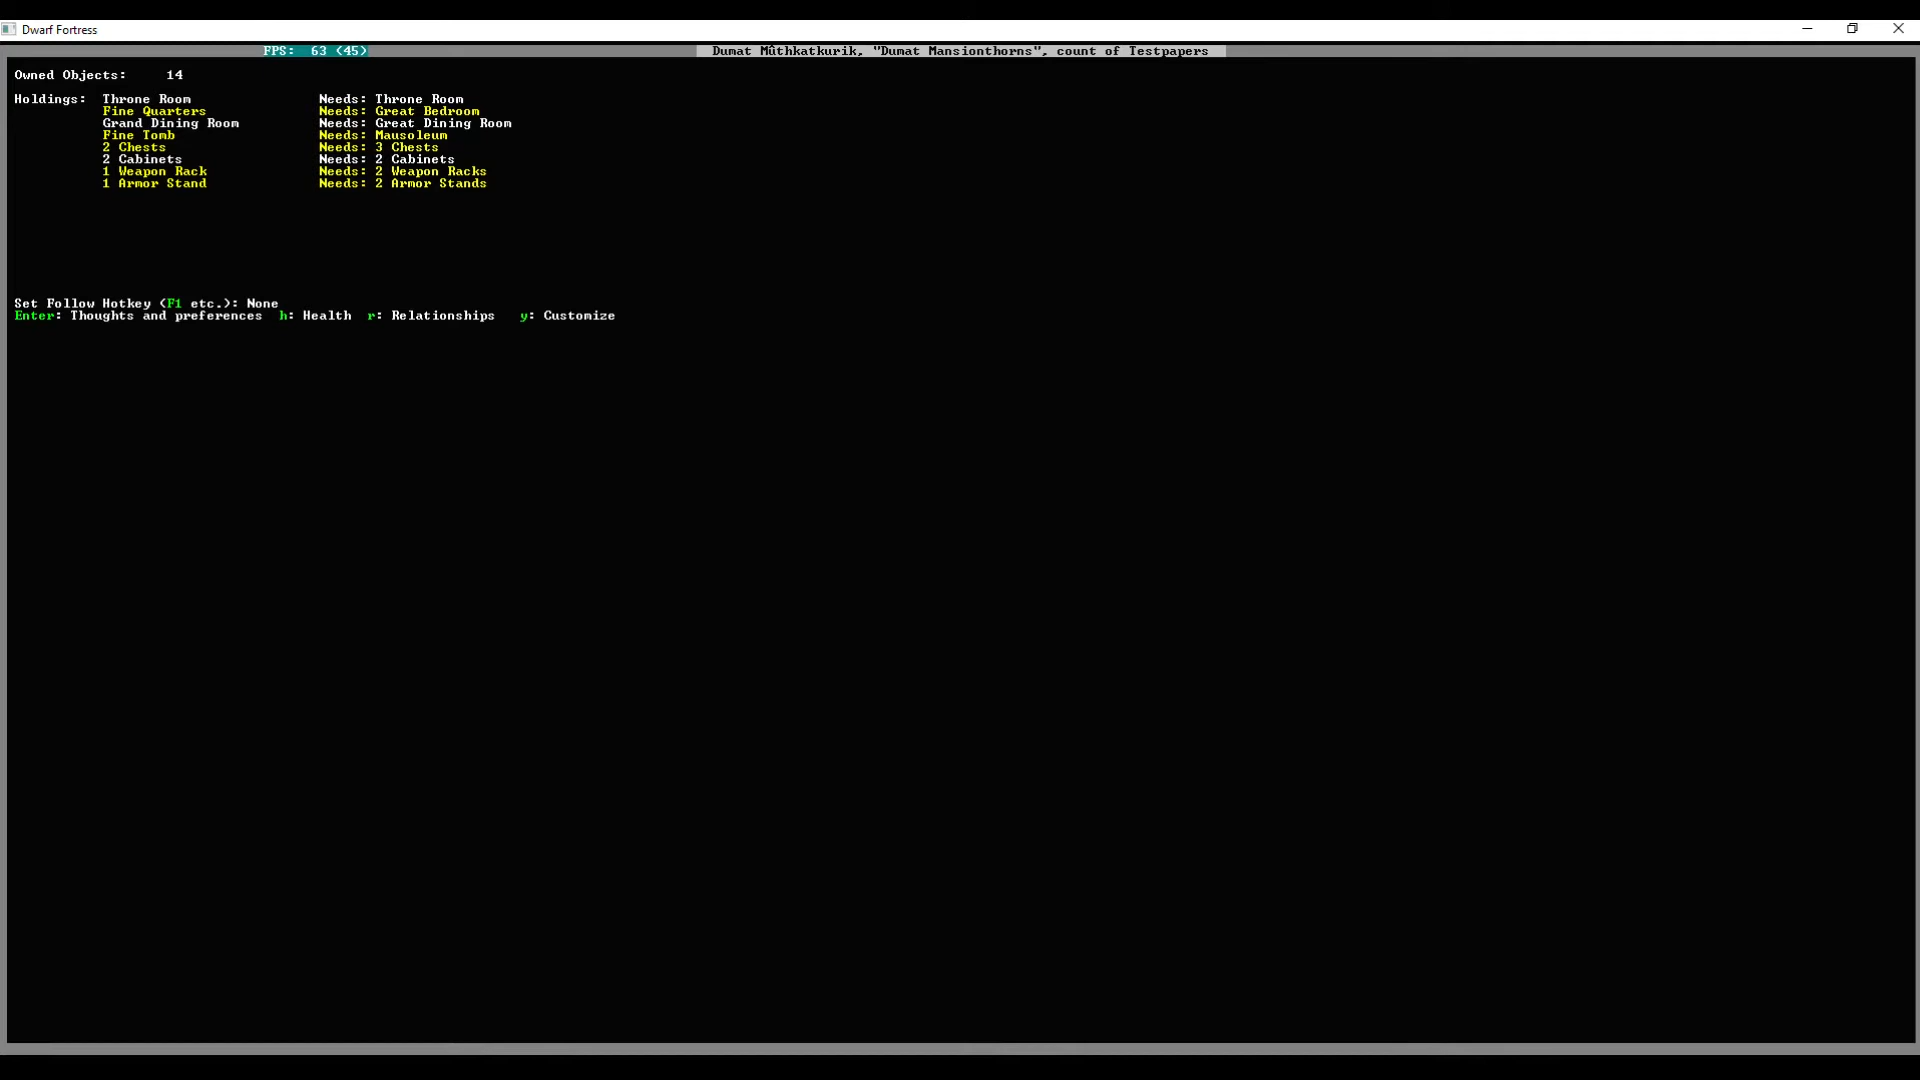 Dwarf Fortress
FPS: 63 (45)
Dumat Mûthkatkurik, "Dumat Mansionthorns", count of Testpapers
Owned Objects: 14
Holdings: Throne Room Needs: Throne Room
Fine Quarters Needs: Great Bedroom
Grand Dining Room Needs: Great Dining Room
Fine Tomb Needs: Mausoleum
2 Chests Needs: 3 Chests
2 Cabinets Needs: 2 Cabinets
1 Weapon Rack Needs: 2 Weapon Racks
1 Armor Stand Needs: 2 Armor Stands
Set Follow Hotkey (F1 etc.): None
Enter: Thoughts and preferences h: Health r: Relationships y: Customize